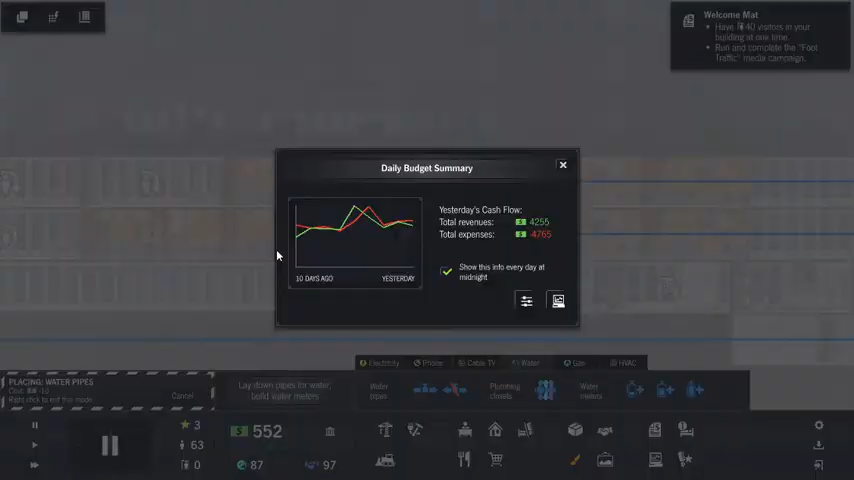 Welcome Mat
• Have 40 visitors in your
building at one time.
• Run and complete the "Foot
Traffic" media campaign.
Daily Budget Summary
Yesterday's Cash Flow:
Total revenues: 4255
Total expenses: -4765
10 DAYS AGO YESTERDAY
Show this info every day at
midnight
Electricity Phone Cable TV Water Gas HVAC
PLACING: WATER PIPES
Right click to exit this mode
Cancel
Lay down pipes for water,
build water meters
Water
pipes
Plumbing
closets
Water
meters
3
63
0
552
87 97